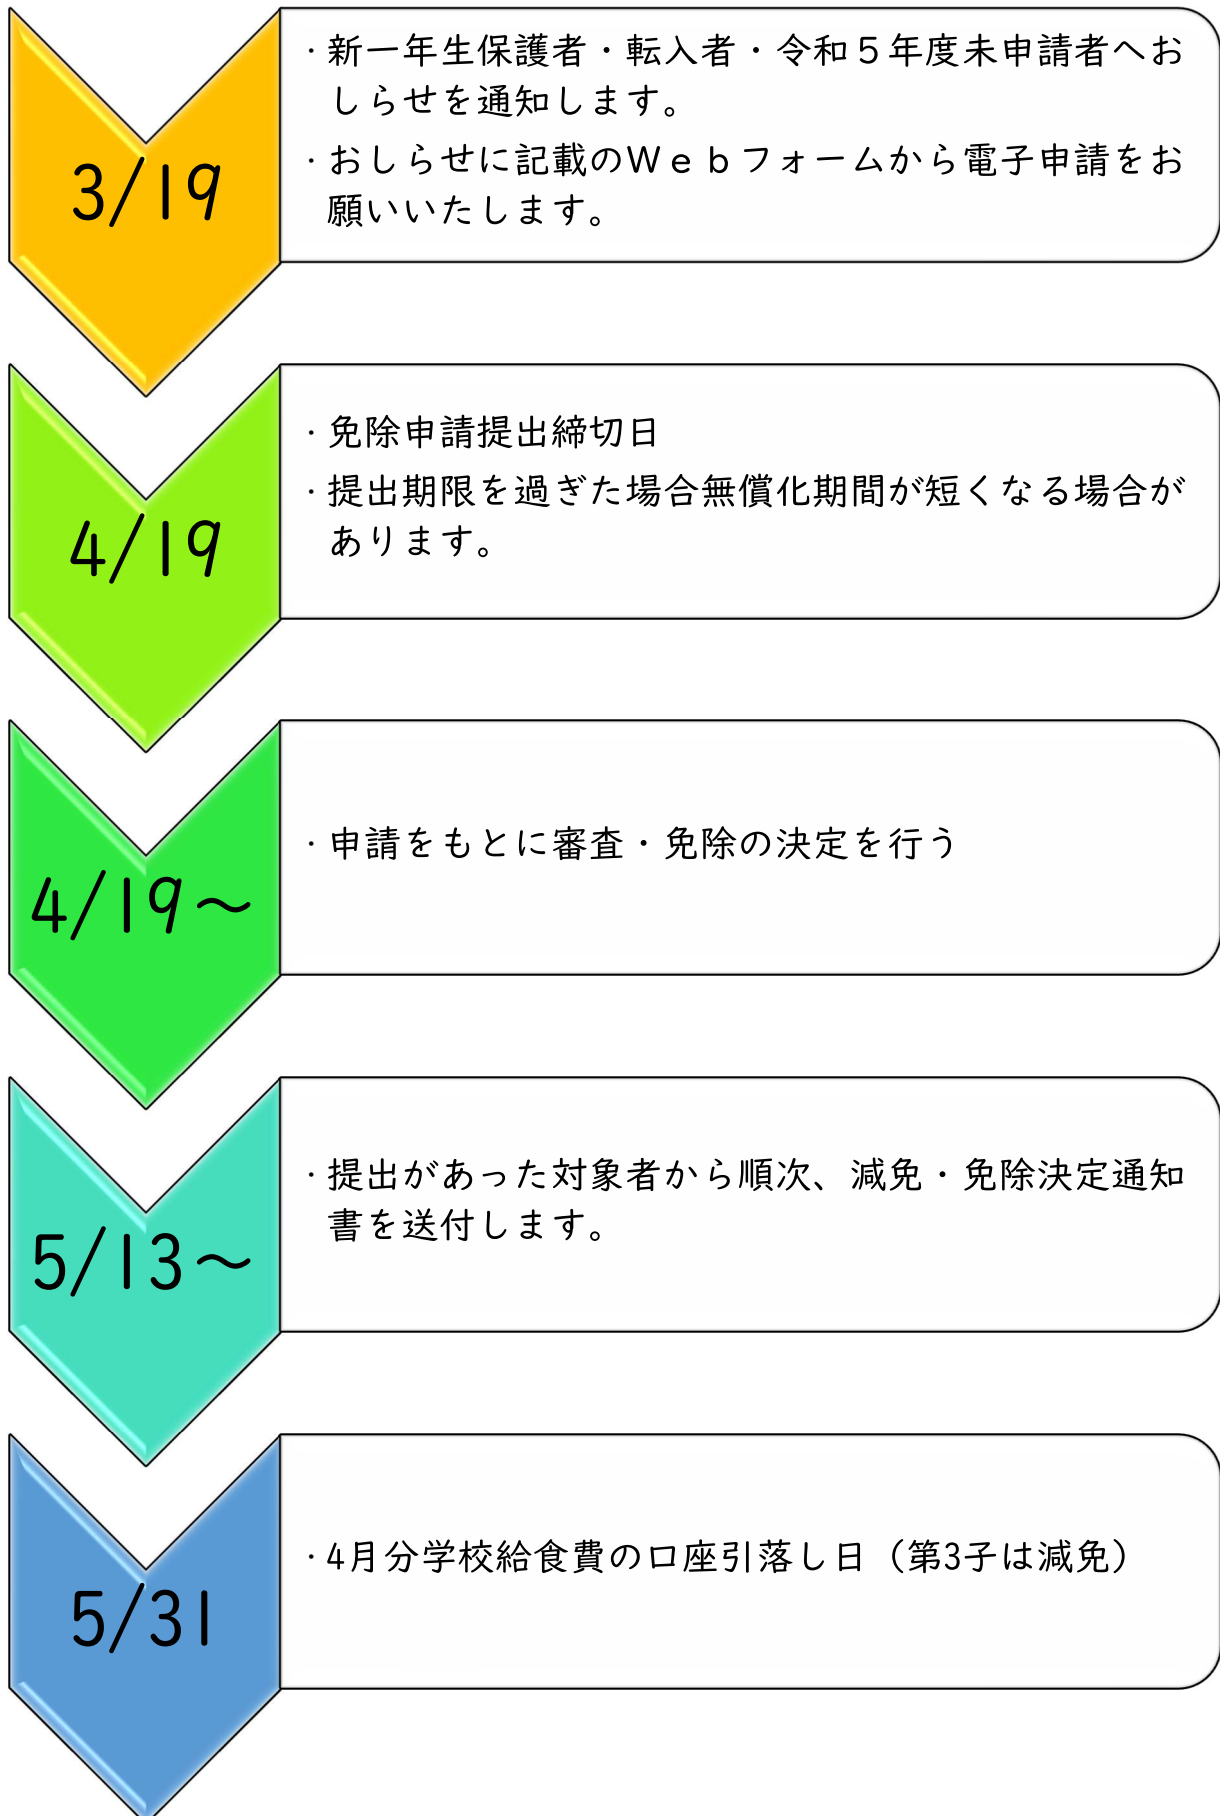 3/19
・新一年生保護者・転入者・令和５年度未申請者へお
しらせを通知します。
・おしらせに記載のＷｅｂフォームから電子申請をお
願いいたします。
4/19
・免除申請提出締切日
・提出期限を過ぎた場合無償化期間が短くなる場合が
あります。
4/19～
・申請をもとに審査・免除の決定を行う
5/13～
・提出があった対象者から順次、減免・免除決定通知
書を送付します。
5/31
・4月分学校給食費の口座引落し日（第3子は減免）